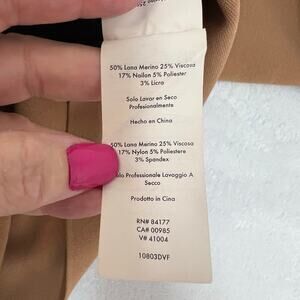 50% Lana Merino 25% Viscosa
17% Nailon 5% Poliester
3% Licra
Solo Lavar en Seco
Profesionalmente
Hecho en China
50% Lana Merino 25% Viscosa
17% Nylon 5% Poliestere
3% Spandex
Solo Professionale Lavaggio A
Secco
Prodotto in Cina
RN# 84177
CA# 00985
V# 41004
10803DVF